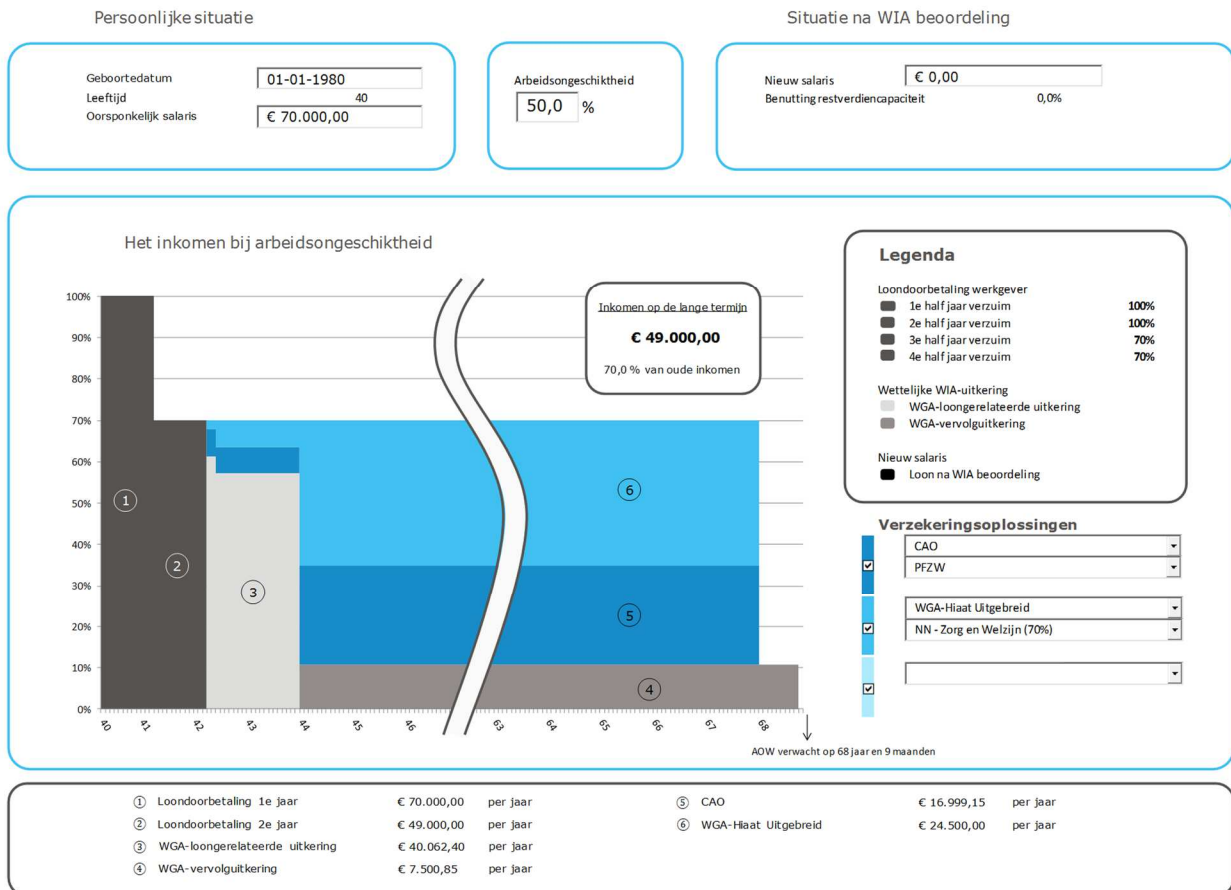 Persoonlijke situatie
Situatie na WIA beoordeling
Geboortedatum 01-01-1980
Leeftijd 40
Oorsponkelijk salaris € 70.000,00
Arbeidsongeschiktheid
50,0 %
Nieuw salaris € 0,00
Benutting restverdiencapaciteit 0,0%
Het inkomen bij arbeidsongeschiktheid
100%
90%
80%
70%
60%
50%
40%
30%
20%
10%
0%
40 41 42 43 44 45 46 63 64 65 66 67 68
1
2
3
4
5
6
Inkomen op de lange termijn
€ 49.000,00
70,0 % van oude inkomen
AOW verwacht op 68 jaar en 9 maanden
Legenda
Loondoorbetaling werkgever
1e half jaar verzuim 100%
2e half jaar verzuim 100%
3e half jaar verzuim 70%
4e half jaar verzuim 70%
Wettelijke WIA-uitkering
WGA-loongerelateerde uitkering
WGA-vervolguitkering
Nieuw salaris
Loon na WIA beoordeling
Verzekeringsoplossingen
CAO
PFZW
WGA-Hiaat Uitgebreid
NN - Zorg en Welzijn (70%)
1 Loondoorbetaling 1e jaar € 70.000,00 per jaar
2 Loondoorbetaling 2e jaar € 49.000,00 per jaar
3 WGA-loongerelateerde uitkering € 40.062,40 per jaar
4 WGA-vervolguitkering € 7.500,85 per jaar
5 CAO € 16.999,15 per jaar
6 WGA-Hiaat Uitgebreid € 24.500,00 per jaar